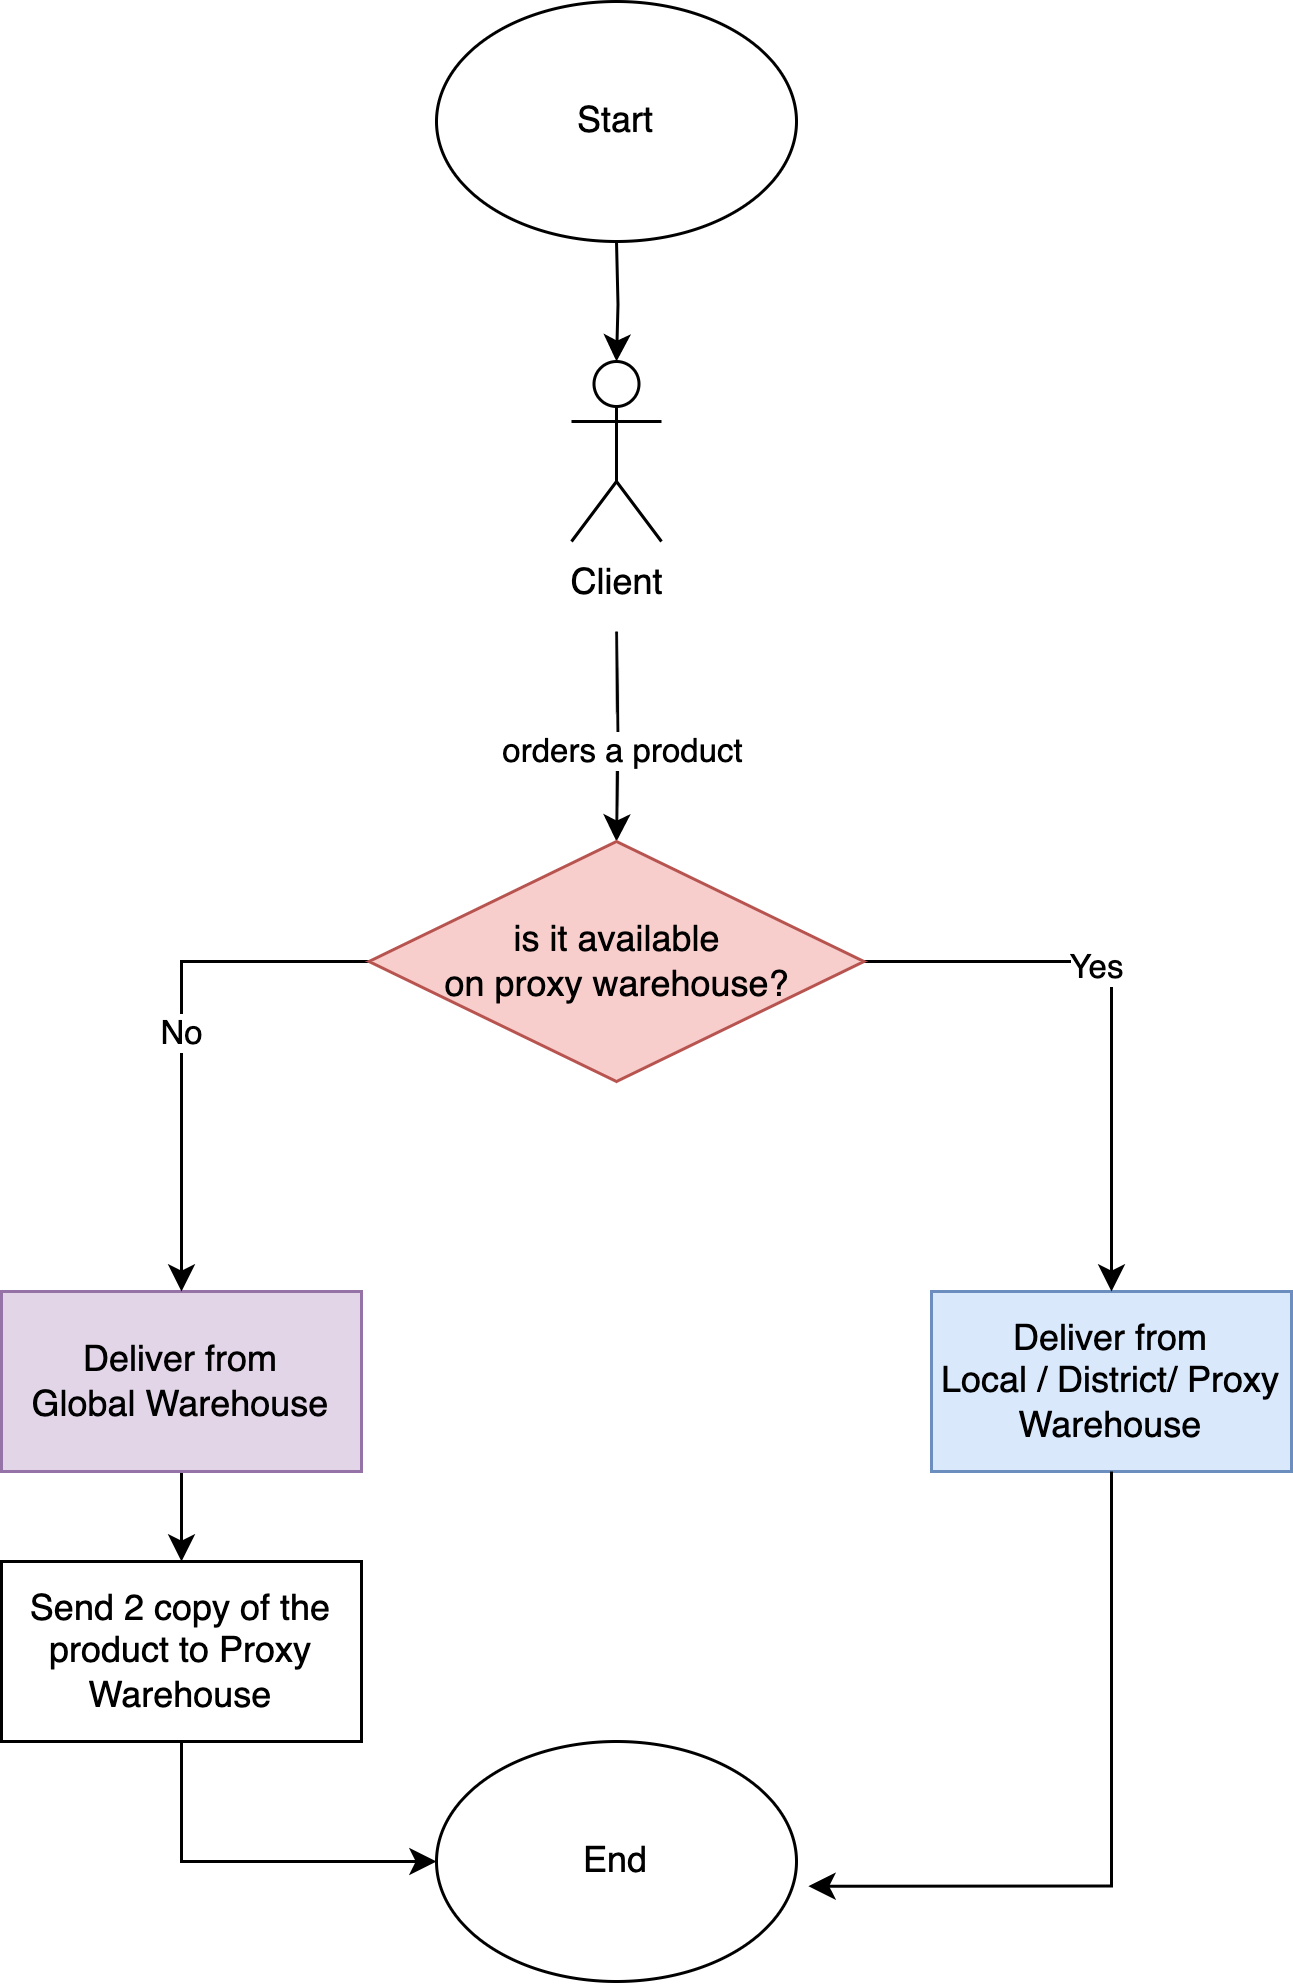 Start
Client
orders a product
is it available
on proxy warehouse?
No
Yes
Deliver from
Global Warehouse
Deliver from
Local / District/ Proxy
Warehouse
Send 2 copy of the
product to Proxy
Warehouse
End